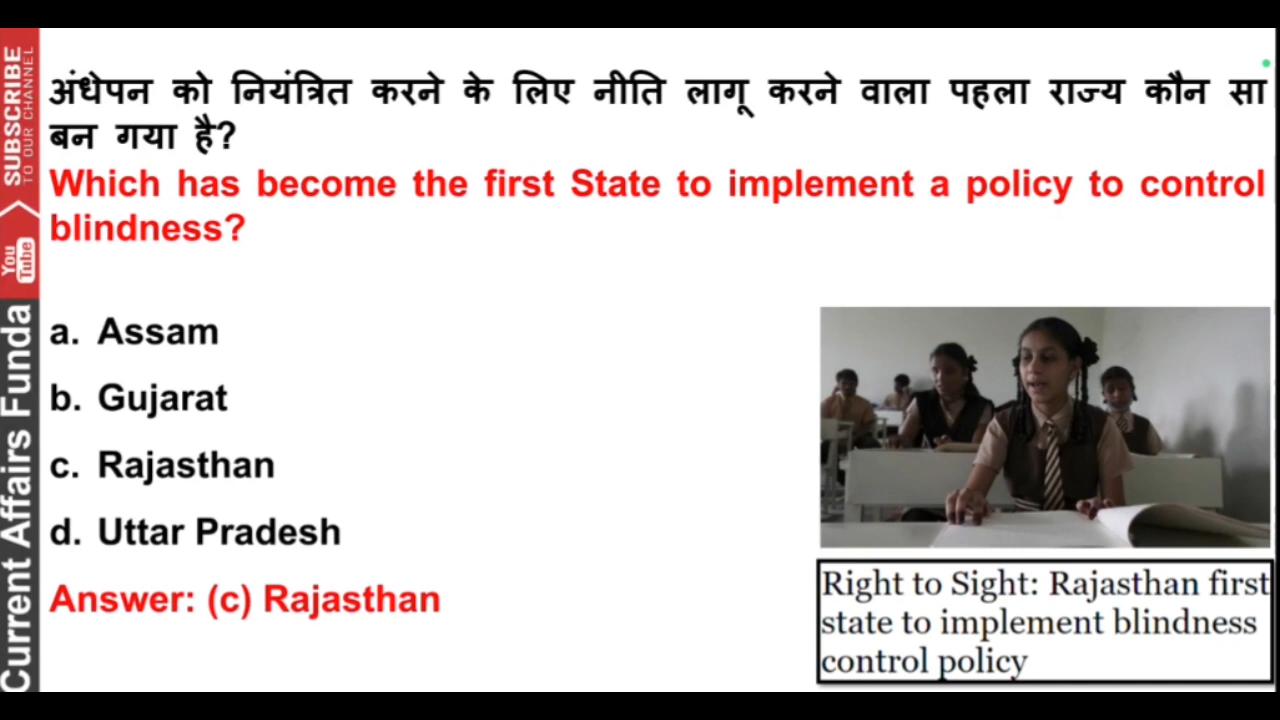 SUBSCRIBE
TO OUR CHANNEL
You
Tube
Current Affairs Funda
अंधेपन को नियंत्रित करने के लिए नीति लागू करने वाला पहला राज्य कौन सा
बन गया है?
Which has become the first State to implement a policy to control
blindness?
a. Assam
b. Gujarat
c. Rajasthan
d. Uttar Pradesh
Answer: (c) Rajasthan
Right to Sight: Rajasthan first
state to implement blindness
control policy